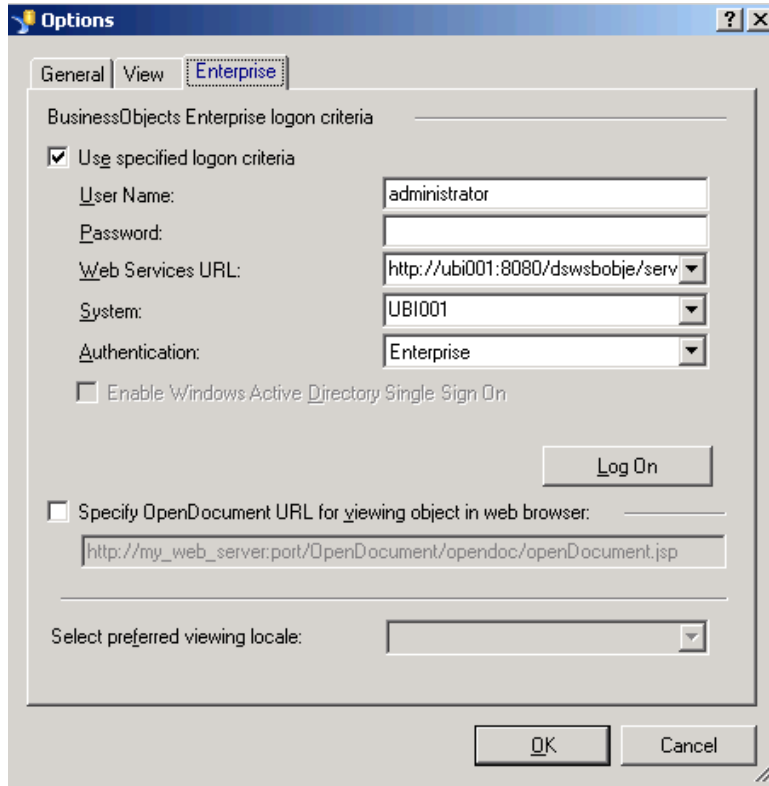 Options
General View Enterprise
BusinessObjects Enterprise logon criteria
Use specified logon criteria
User Name: administrator
Password:
Web Services URL: http://ubi001:8080/dswsbobje/serv
System: UBI001
Authentication: Enterprise
Enable Windows Active Directory Single Sign On
Log On
Specify OpenDocument URL for viewing object in web browser:
http://my_web_server:port/OpenDocument/opendoc/openDocument.jsp
Select preferred viewing locale:
OK Cancel